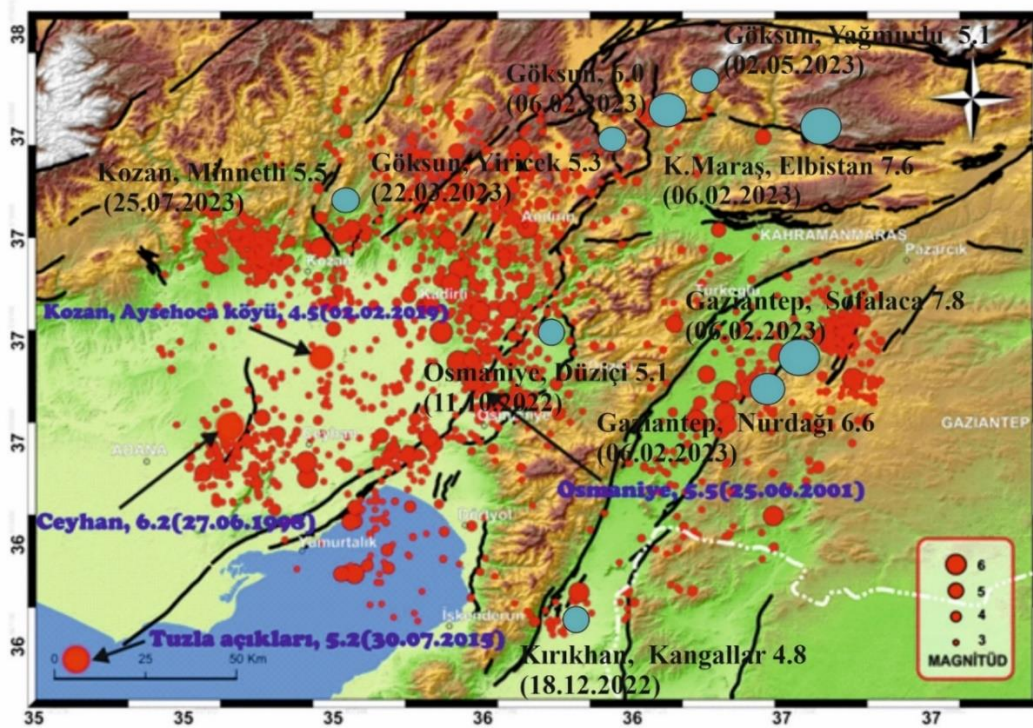 Göksun, Yağmurlu 5.1
(02.05.2023)
Göksun, 6.0
(06.02.2023)
Kozan, Minnetli 5.5
(25.07.2023)
Göksun, Yiricek 5.3
(22.03.2023)
K.Maraş, Elbistan 7.6
(06.02.2023)
Andırın
KAHRAMANMARAŞ
Pazarcık
Kozan
Kadirli
Türkoğlu
Kozan, Aysehoca köyü, 4.5(02.02.2019)
Gaziantep, Sofalaca 7.8
(06.02.2023)
Osmaniye, Düziçi 5.1
(11.10.2022)
Osmaniye
Gaziantep, Nurdağı 6.6
(06.02.2023)
GAZİANTEP
ADANA
Ceyhan
Osmaniye, 5.5(25.06.2001)
Ceyhan, 6.2(27.06.1998)
Dörtyol
Yumurtalık
İskenderun
Tuzla açıkları, 5.2(30.07.2015)
0 25 50 Km
Kırıkhan, Kangallar 4.8
(18.12.2022)
6
5
4
3
MAGNİTÜD
38
37
37
37
37
36
36
35 35 35 36 36 37 37